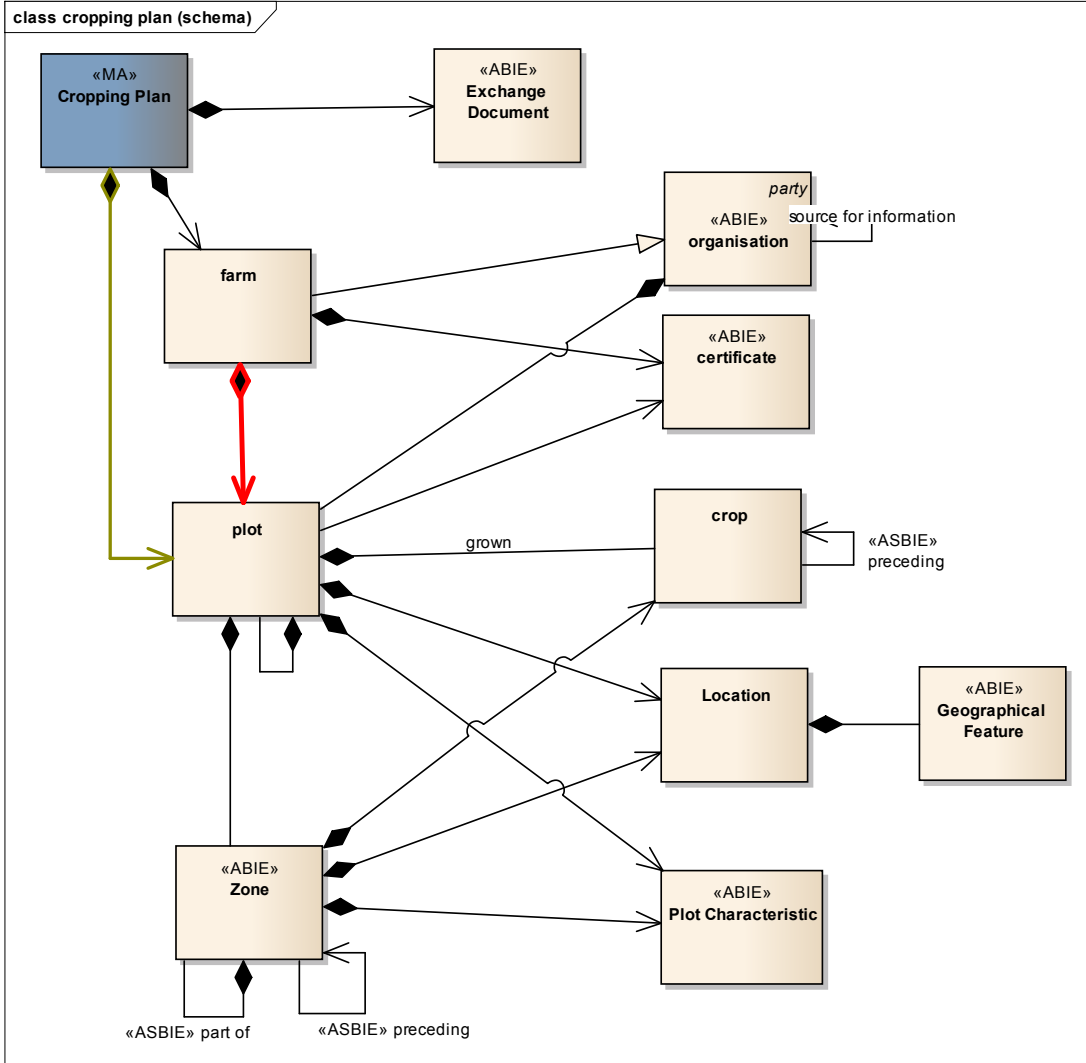 class cropping plan (schema)
«MA»
Cropping Plan
«ABIE»
Exchange
Document
party
«ABIE»
organisation
source for information
farm
«ABIE»
certificate
plot
grown
crop
«ASBIE»
preceding
Location
«ABIE»
Geographical
Feature
«ABIE»
Zone
«ABIE»
Plot Characteristic
«ASBIE» part of
«ASBIE» preceding